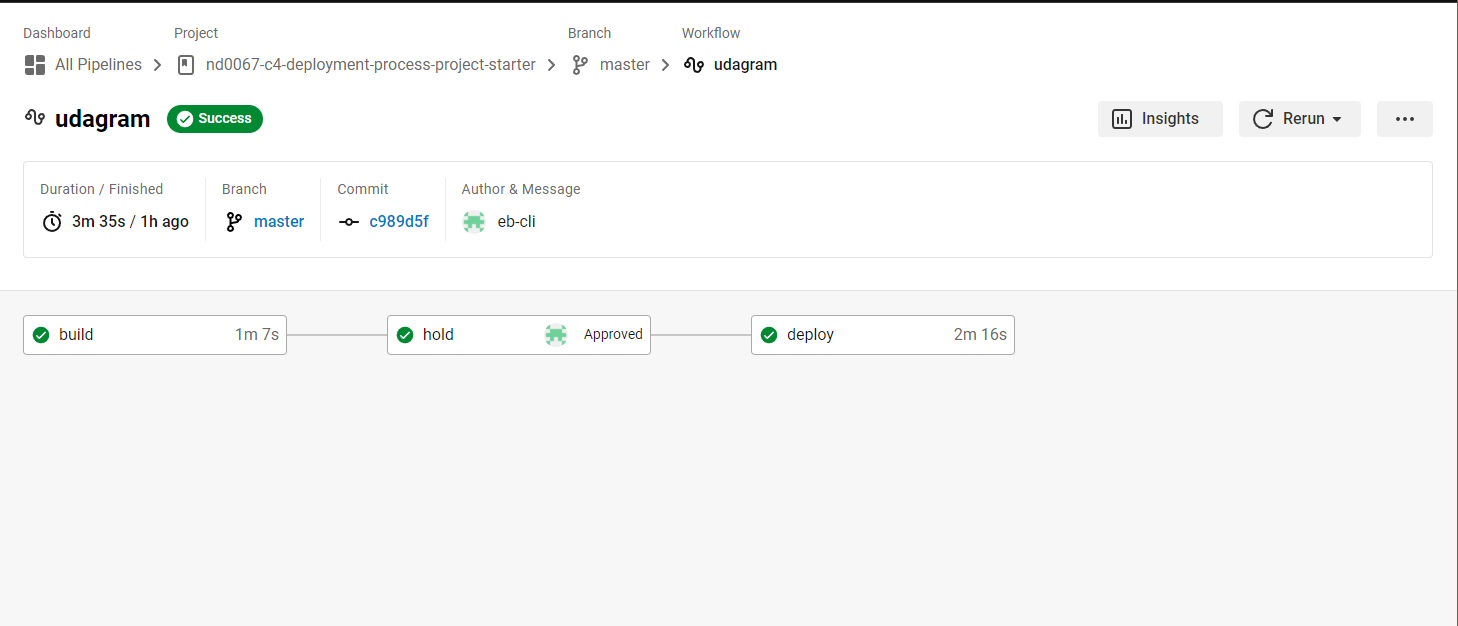 Dashboard Project Branch Workflow
All Pipelines nd0067-c4-deployment-process-project-starter master udagram
udagram Success Insights Rerun
Duration / Finished Branch Commit Author & Message
3m 35s / 1h ago master c989d5f eb-cli
build 1m 7s hold Approved deploy 2m 16s